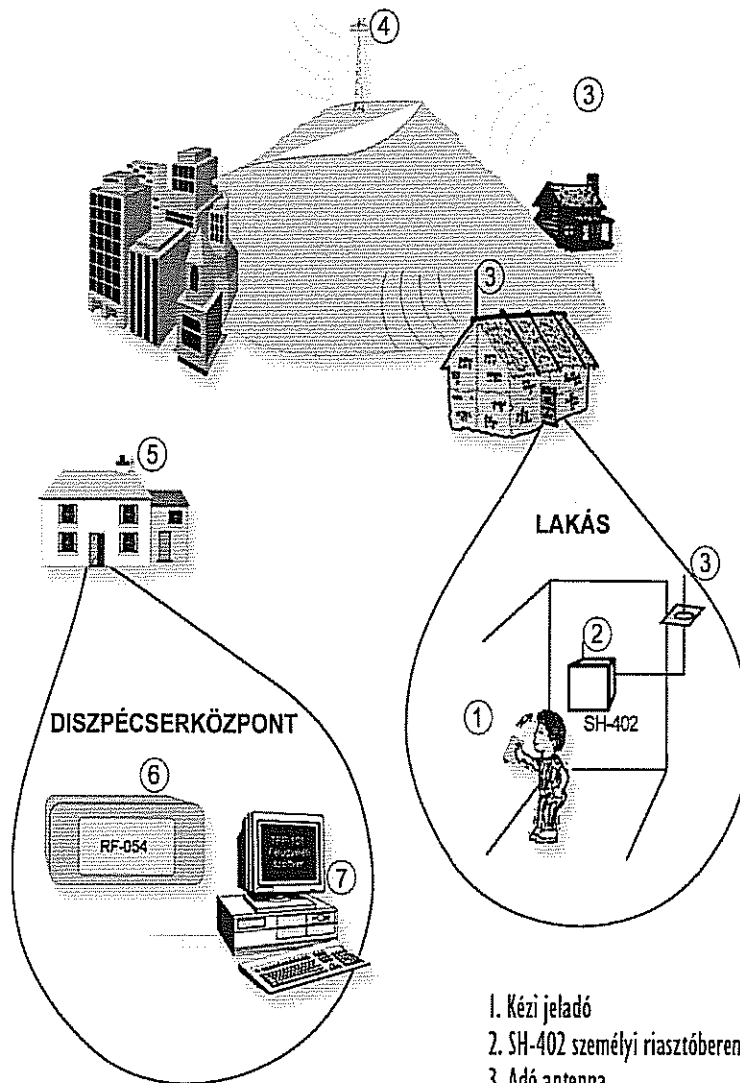 ④
③
③
⑤
LAKÁS
③
②
SH-402
①
DISZPÉCSERKÖZPONT
⑥
RF-054
⑦
1. Kézi jeladó
2. SH-402 személyi
3. Adó antenna